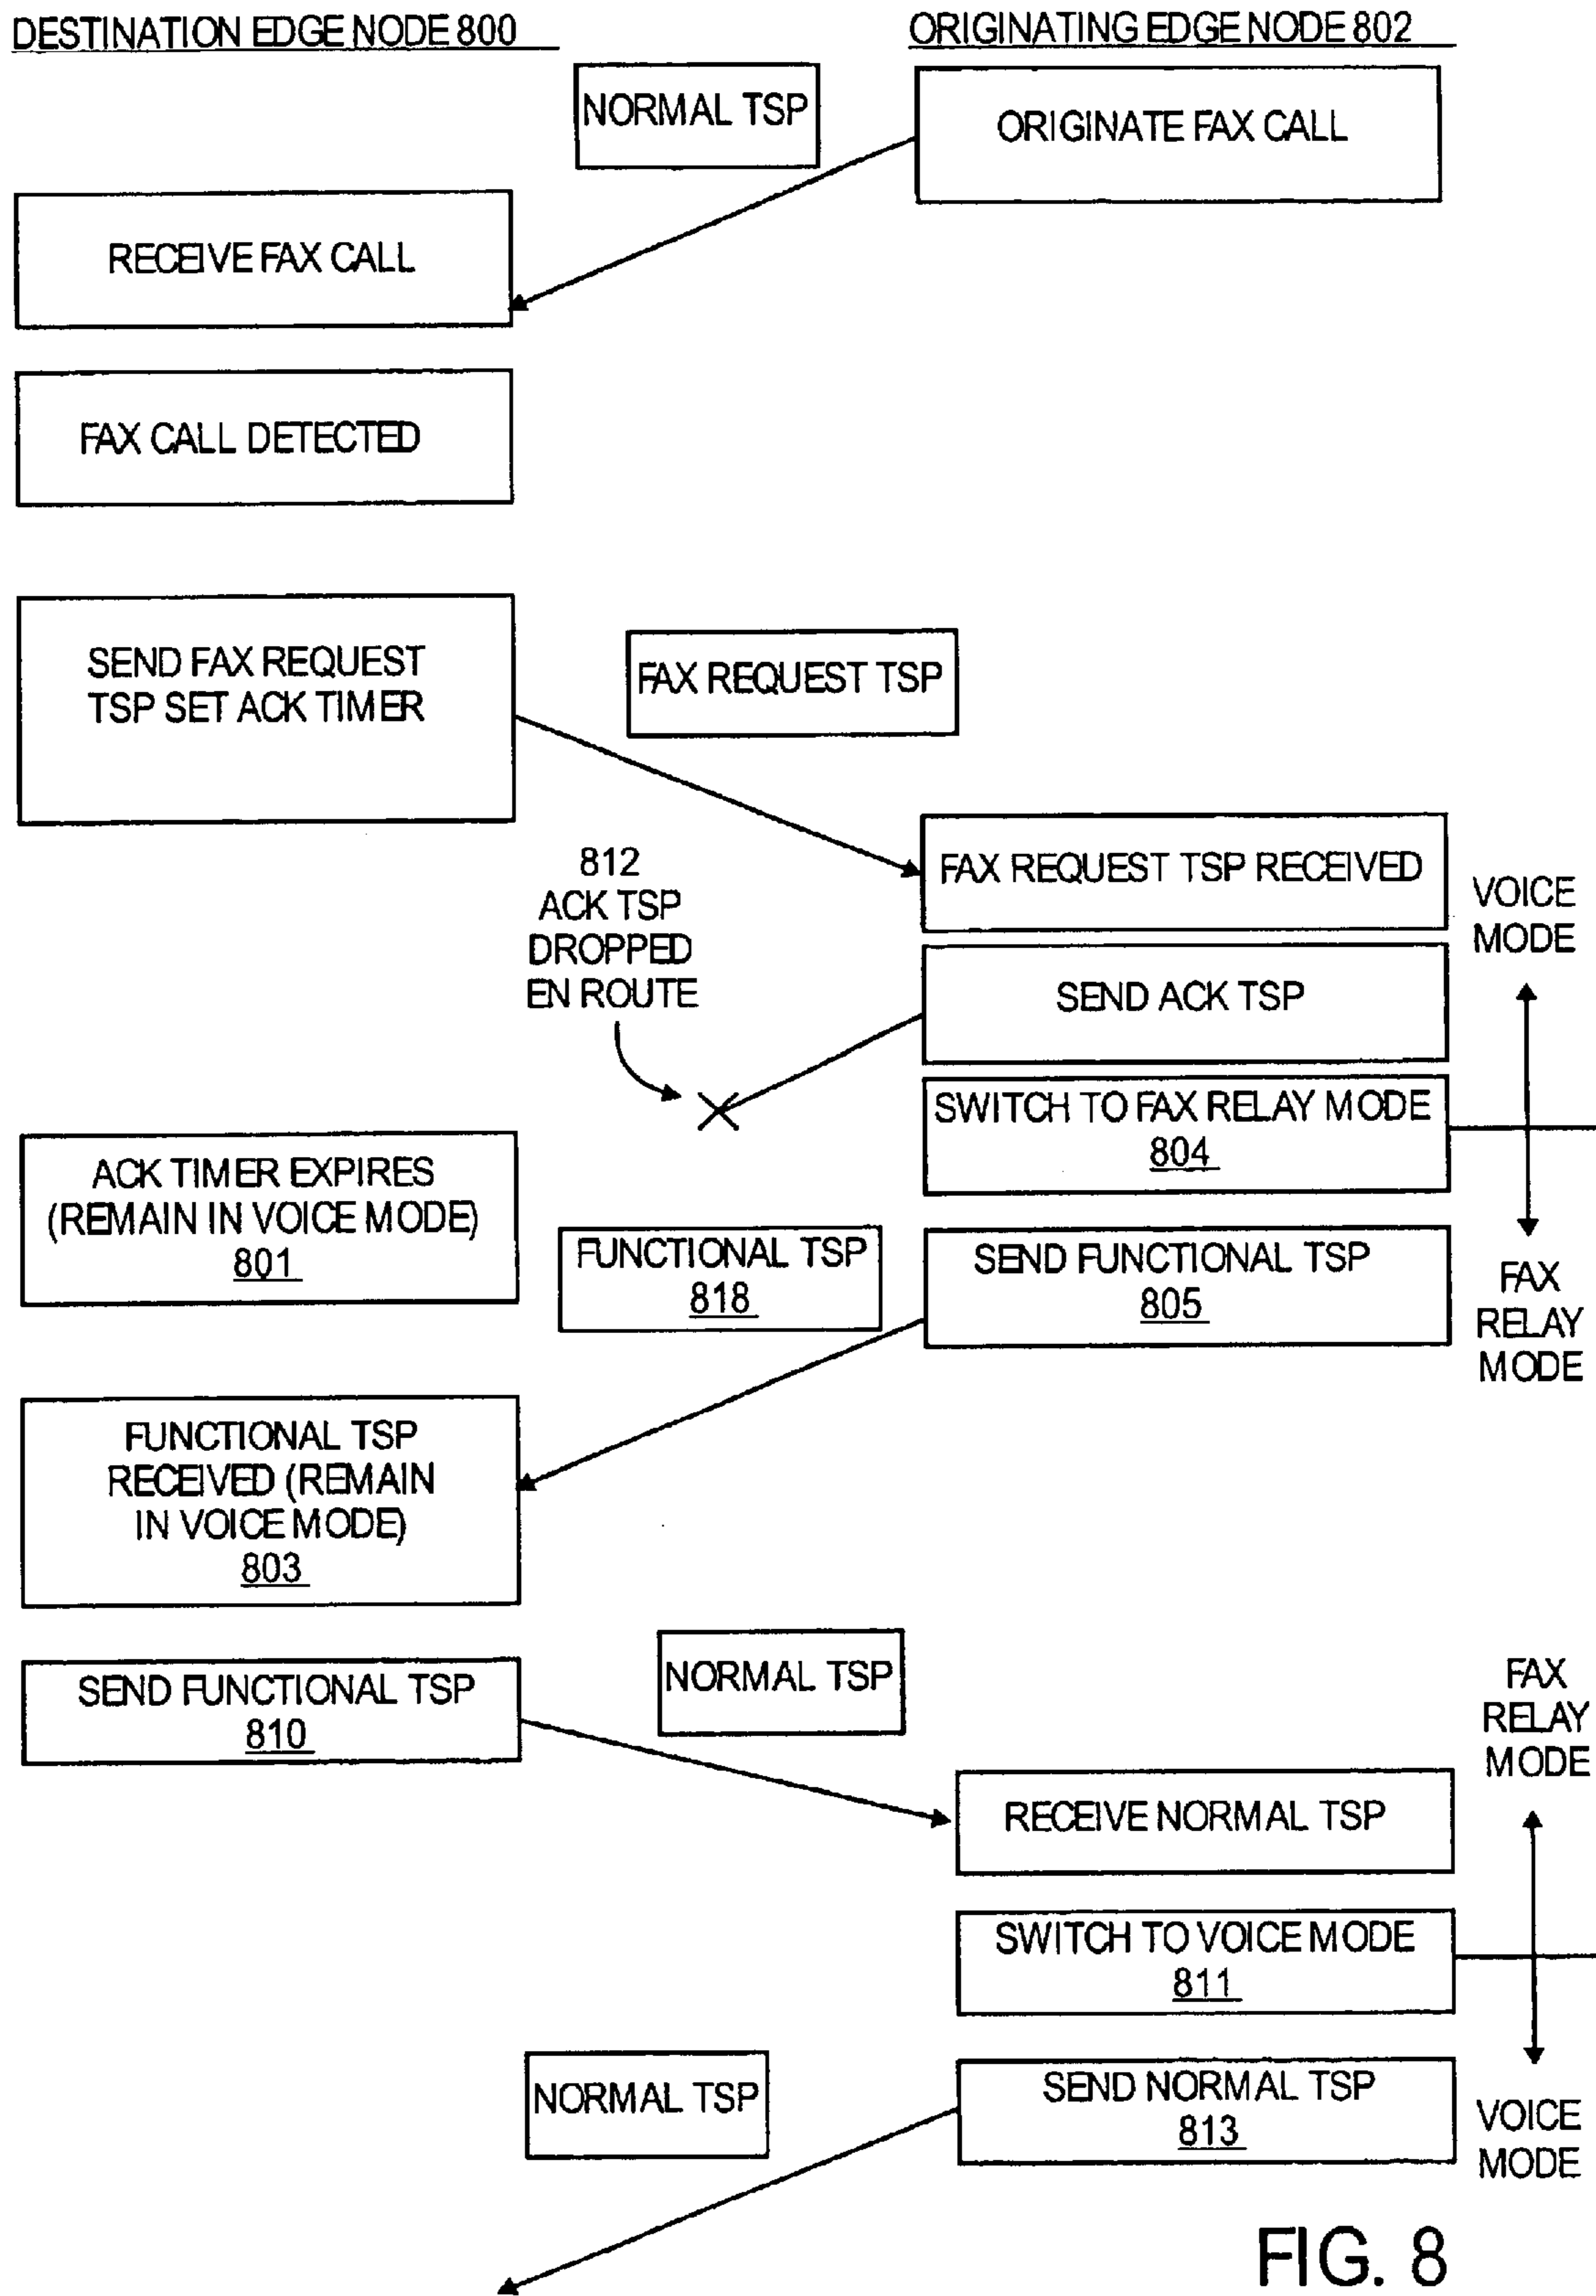 DESTINATION EDGE NODE 800
ORIGINATING EDGE NODE 802
NORMAL TSP
ORIGINATE FAX CALL
RECEIVE FAX CALL
FAX CALL DETECTED
SEND FAX REQUEST
TSP SET ACK TIMER
FAX REQUEST TSP
FAX REQUEST TSP RECEIVED
VOICE
MODE
812
ACK TSP
DROPPED
EN ROUTE
SEND ACK TSP
SWITCH TO FAX RELAY MODE
804
ACK TIMER EXPIRES
(REMAIN IN VOICE MODE)
801
FUNCTIONAL TSP
818
SEND FUNCTIONAL TSP
805
FAX
RELAY
MODE
FUNCTIONAL TSP
RECEIVED (REMAIN
IN VOICE MODE)
803
SEND FUNCTIONAL TSP
810
NORMAL TSP
FAX
RELAY
MODE
RECEIVE NORMAL TSP
SWITCH TO VOICE MODE
811
NORMAL TSP
SEND NORMAL TSP
813
VOICE
MODE
FIG. 8